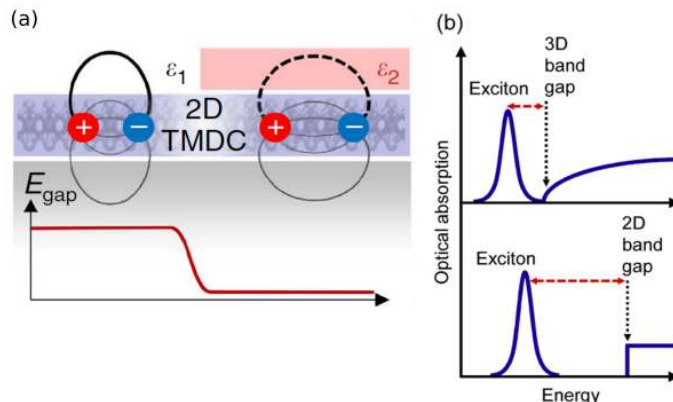 (a)
ε1
ε2
2D
TMDC
+
−
+
−
Egap
(b)
Optical absorption
Exciton
3D
band
gap
Exciton
2D
band
gap
Energy